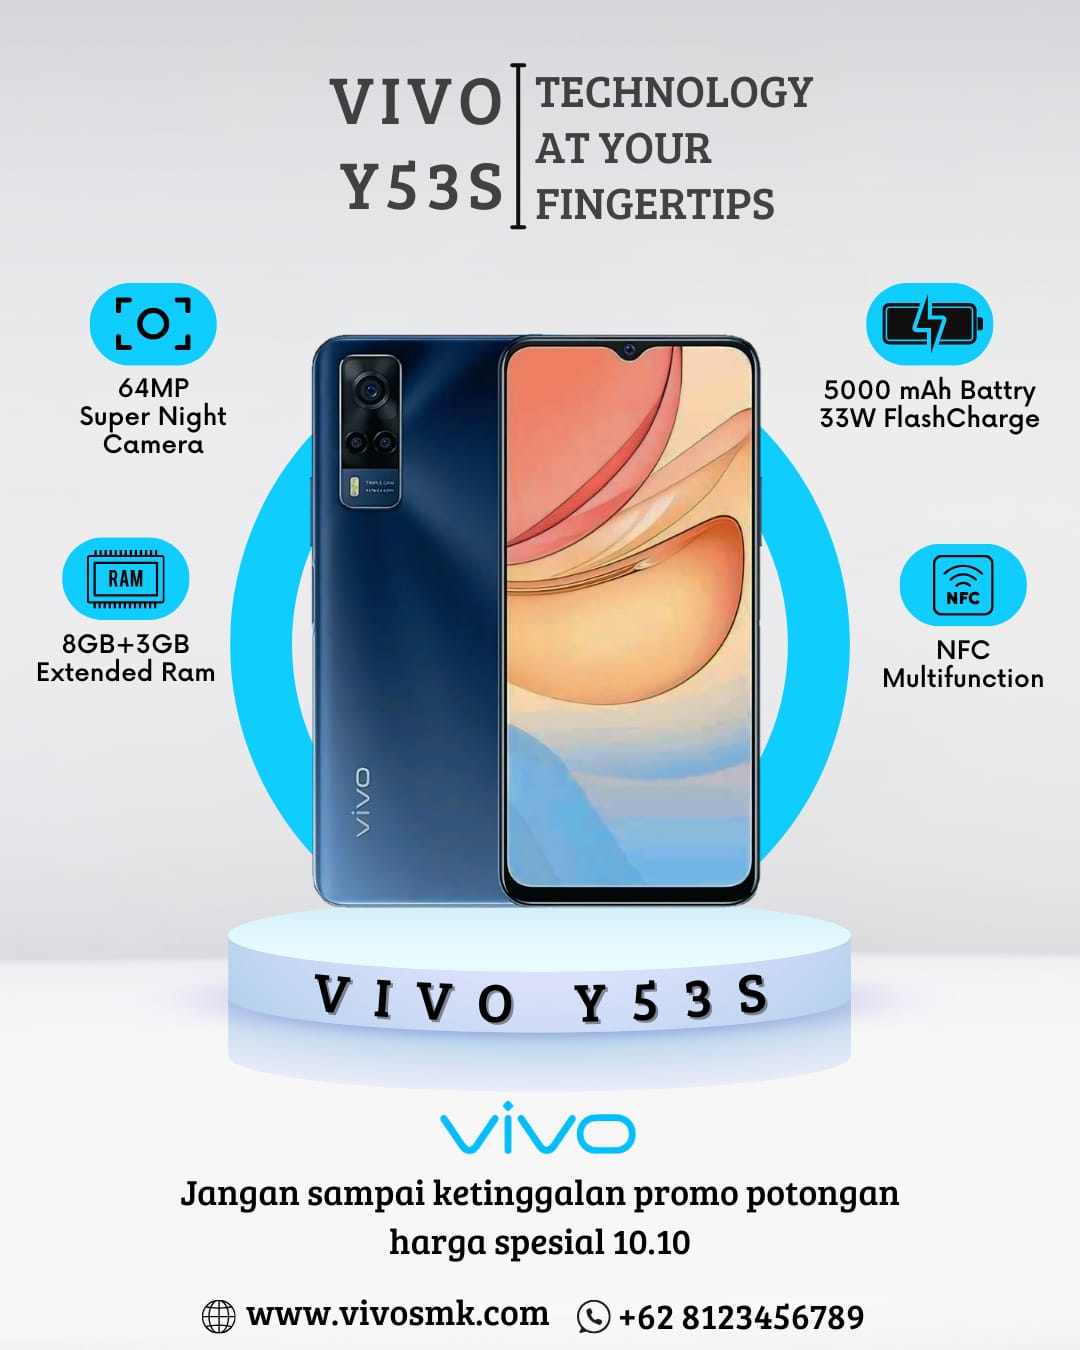 VIVO
Y53S
TECHNOLOGY
AT YOUR
FINGERTIPS
64MP
Super Night
Camera
5000 mAh Battry
33W FlashCharge
RAM
8GB+3GB
Extended Ram
NFC
NFC
Multifunction
TRIPLE CAM
vivo
VIVO Y53S
vivo
Jangan sampai ketinggalan promo potongan
harga spesial 10.10
www.vivosmk.com
+62 8123456789